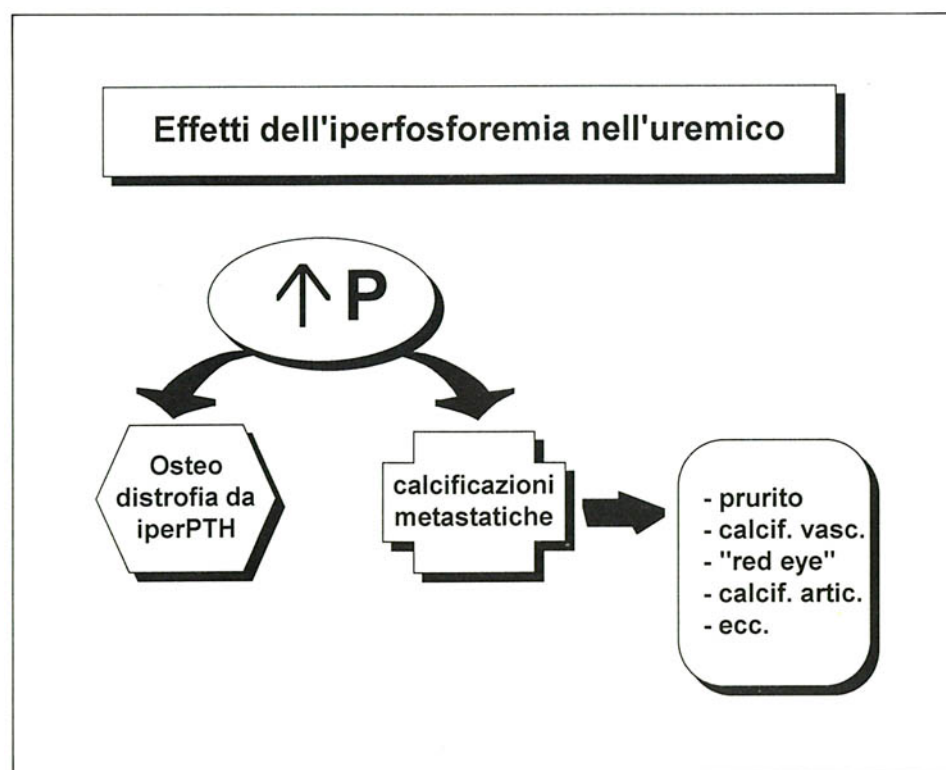 Effetti dell'iperfosforemia nell'uremico
↑ P
Osteo
distrofia da
iperPTH
calcificazioni
metastatiche
- prurito
- calcif. vasc.
- "red eye"
- calcif. artic.
- ecc.